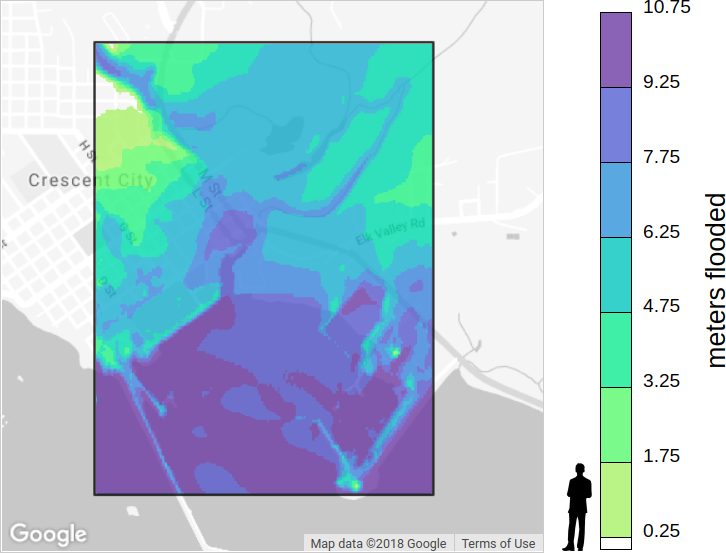 H St
Crescent City
M St
L St
G St
D St
Elk Valley Rd
Google
Map data ©2018 Google
Terms of Use
10.75
9.25
7.75
6.25
4.75
3.25
1.75
0.25
meters flooded